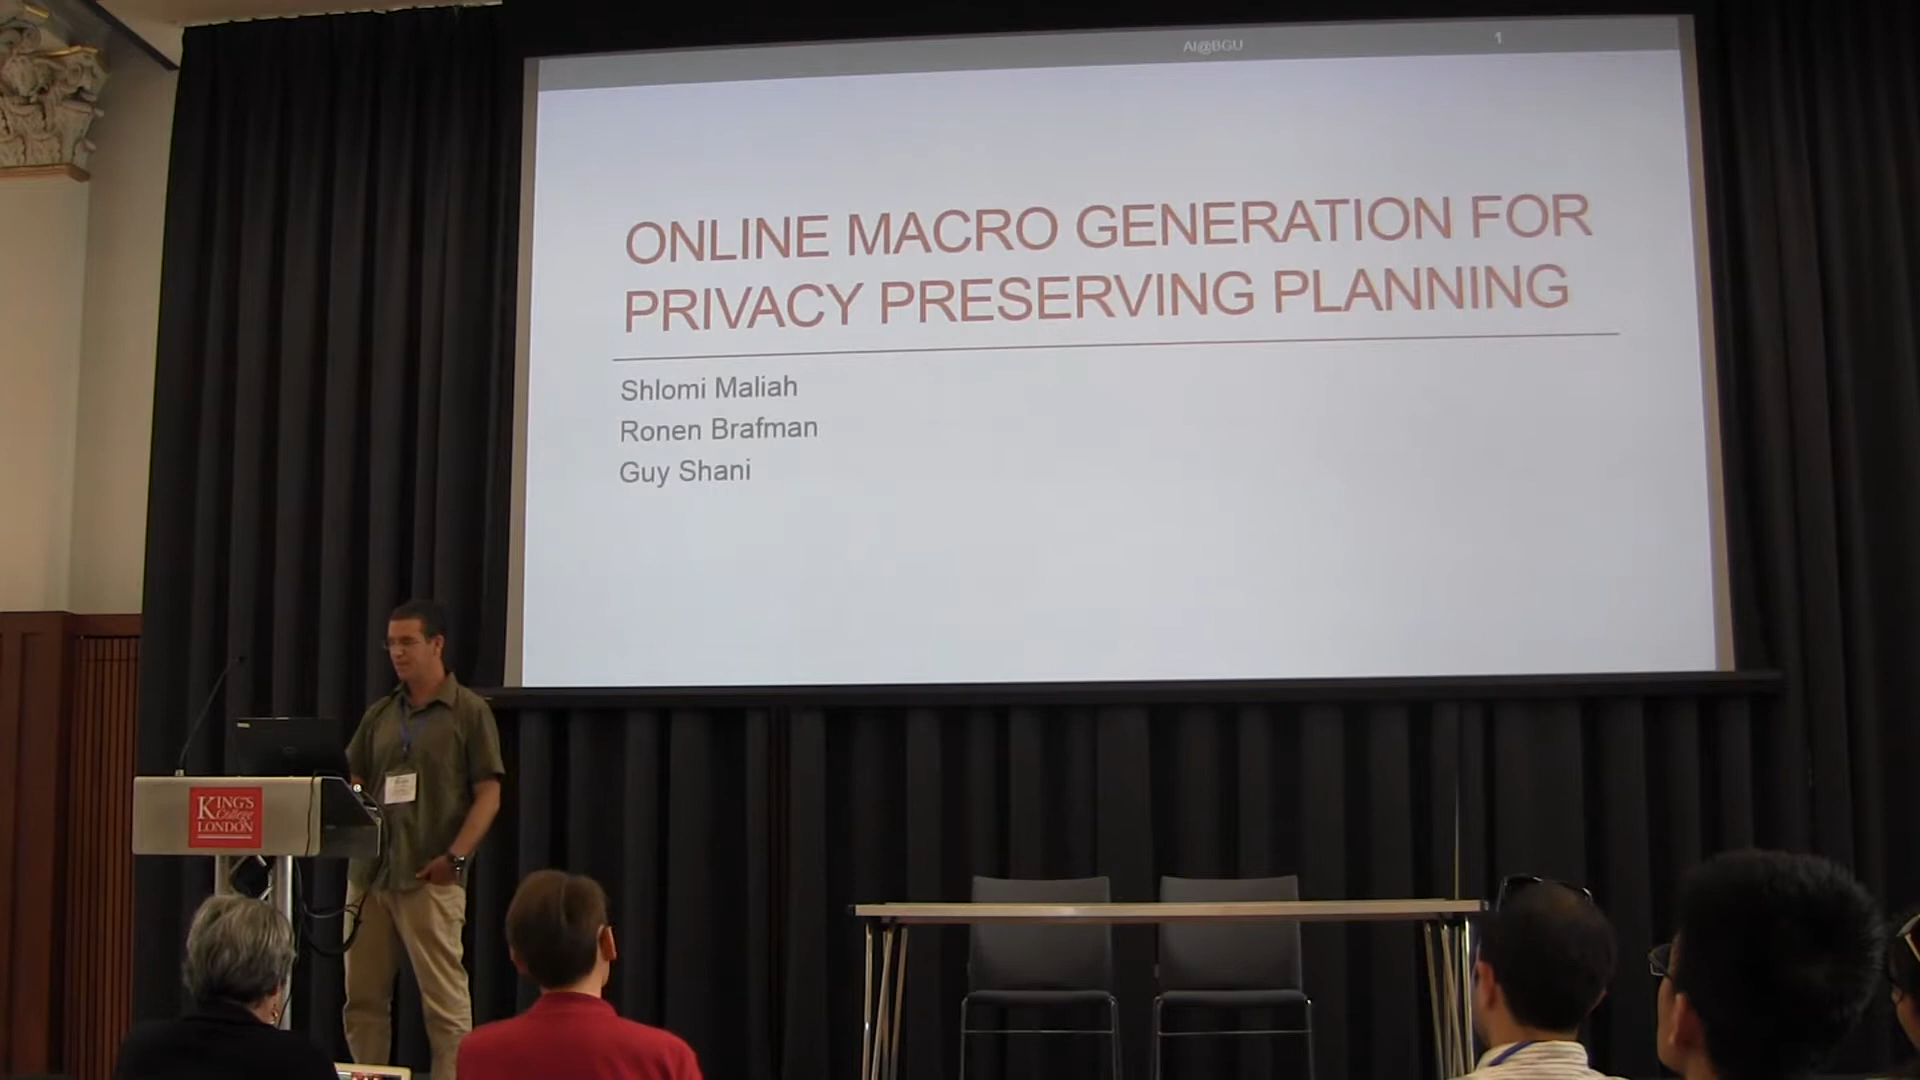 AI@BGU
1
ONLINE MACRO GENERATION FOR
PRIVACY PRESERVING PLANNING
Shlomi Maliah
Ronen Brafman
Guy Shani
KING'S
College
LONDON